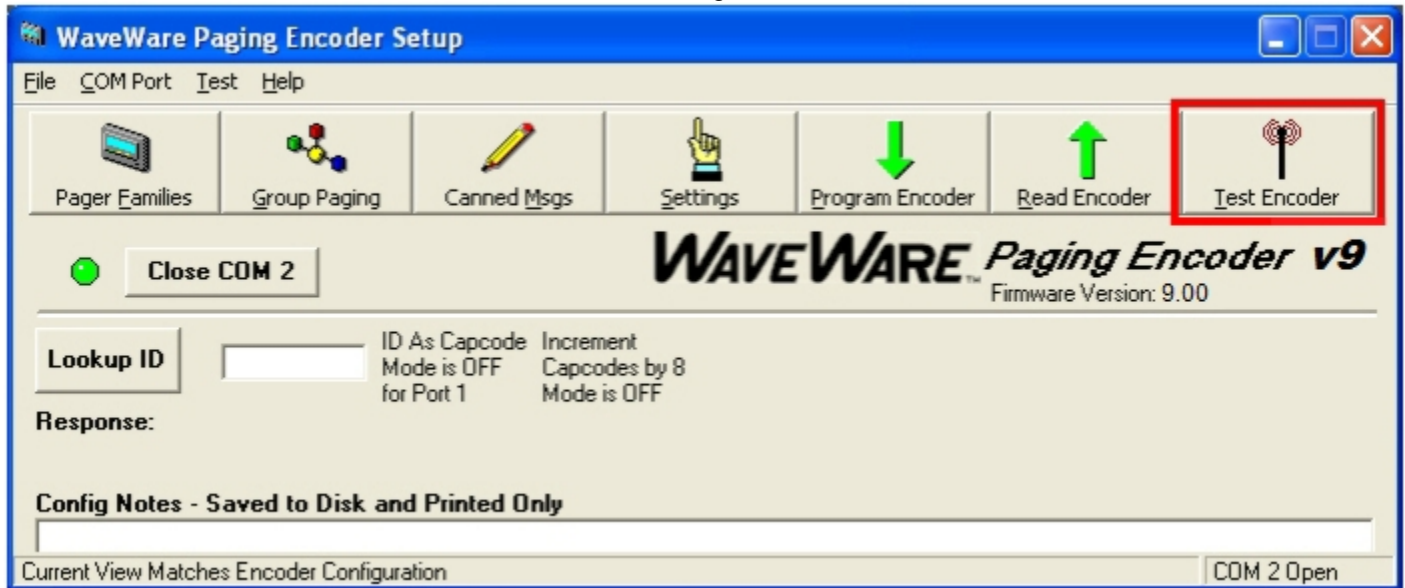 WaveWare Paging Encoder Setup
File COM Port Test Help
Pager Families Group Paging Canned Msgs Settings Program Encoder Read Encoder Test Encoder
Close COM 2
WAVEWARE™ Paging Encoder v9
Firmware Version: 9.00
Lookup ID
ID As Capcode
Mode is OFF
for Port 1
Increment
Capcodes by 8
Mode is OFF
Response:
Config Notes - Saved to Disk and Printed Only
Current View Matches Encoder Configuration COM 2 Open